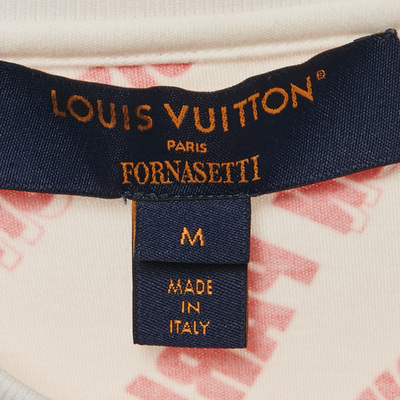 LOUIS VUITTON®
PARIS
FORNASETTI
M
MADE
IN
ITALY